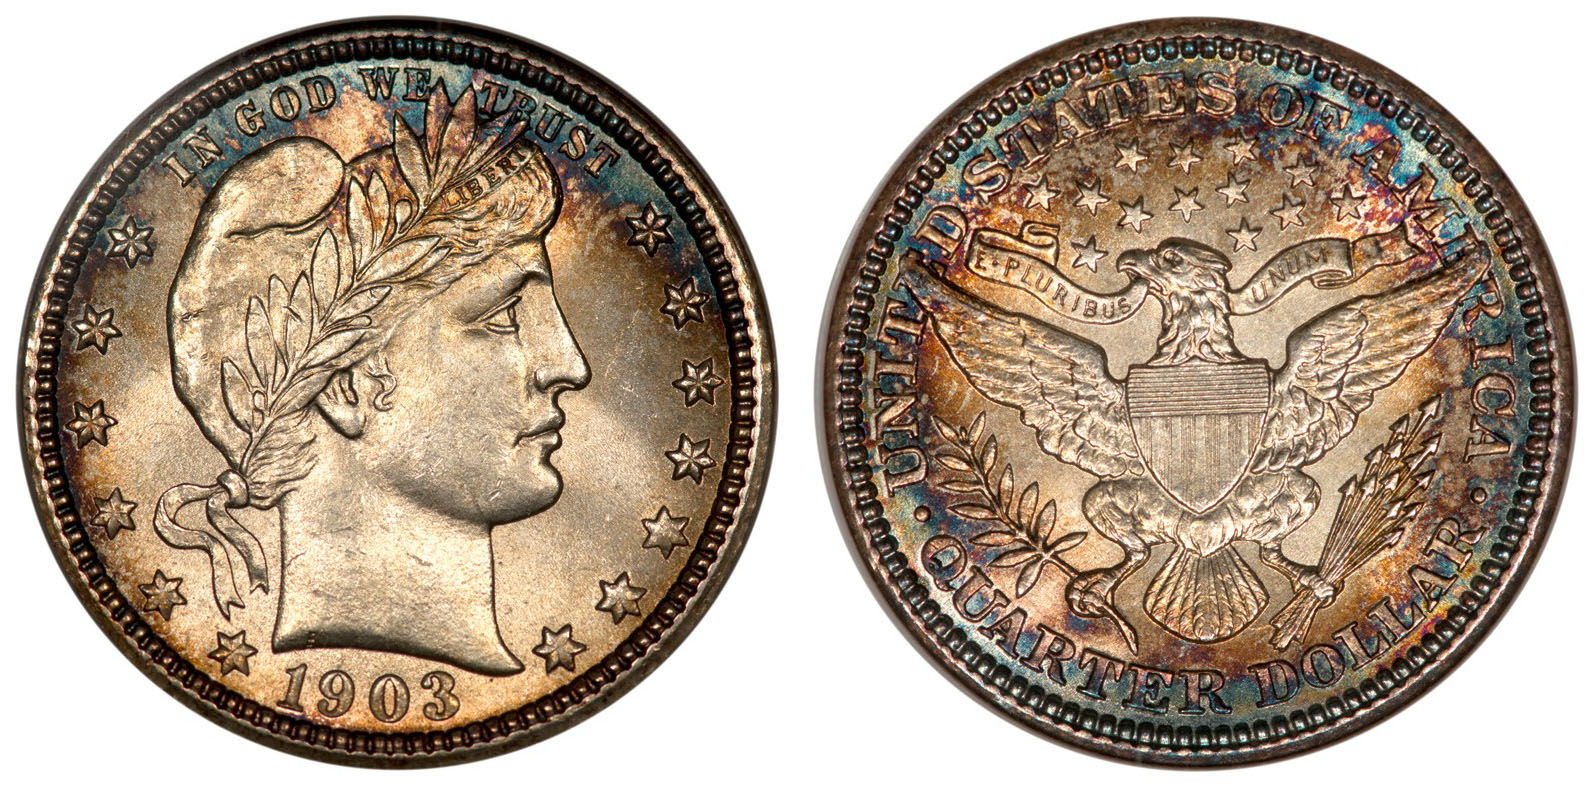 IN GOD WE TRUST
LIBERTY
1903
UNITED STATES OF AMERICA
E·PLURIBUS UNUM
· QUARTER DOLLAR ·